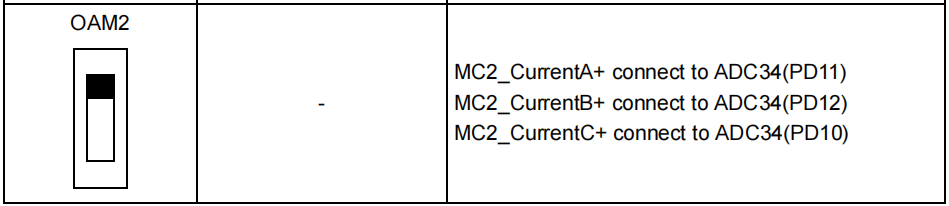 OAM2
-
MC2_CurrentA+ connect to ADC34(PD11)
MC2_CurrentB+ connect to ADC34(PD12)
MC2_CurrentC+ connect to ADC34(PD10)